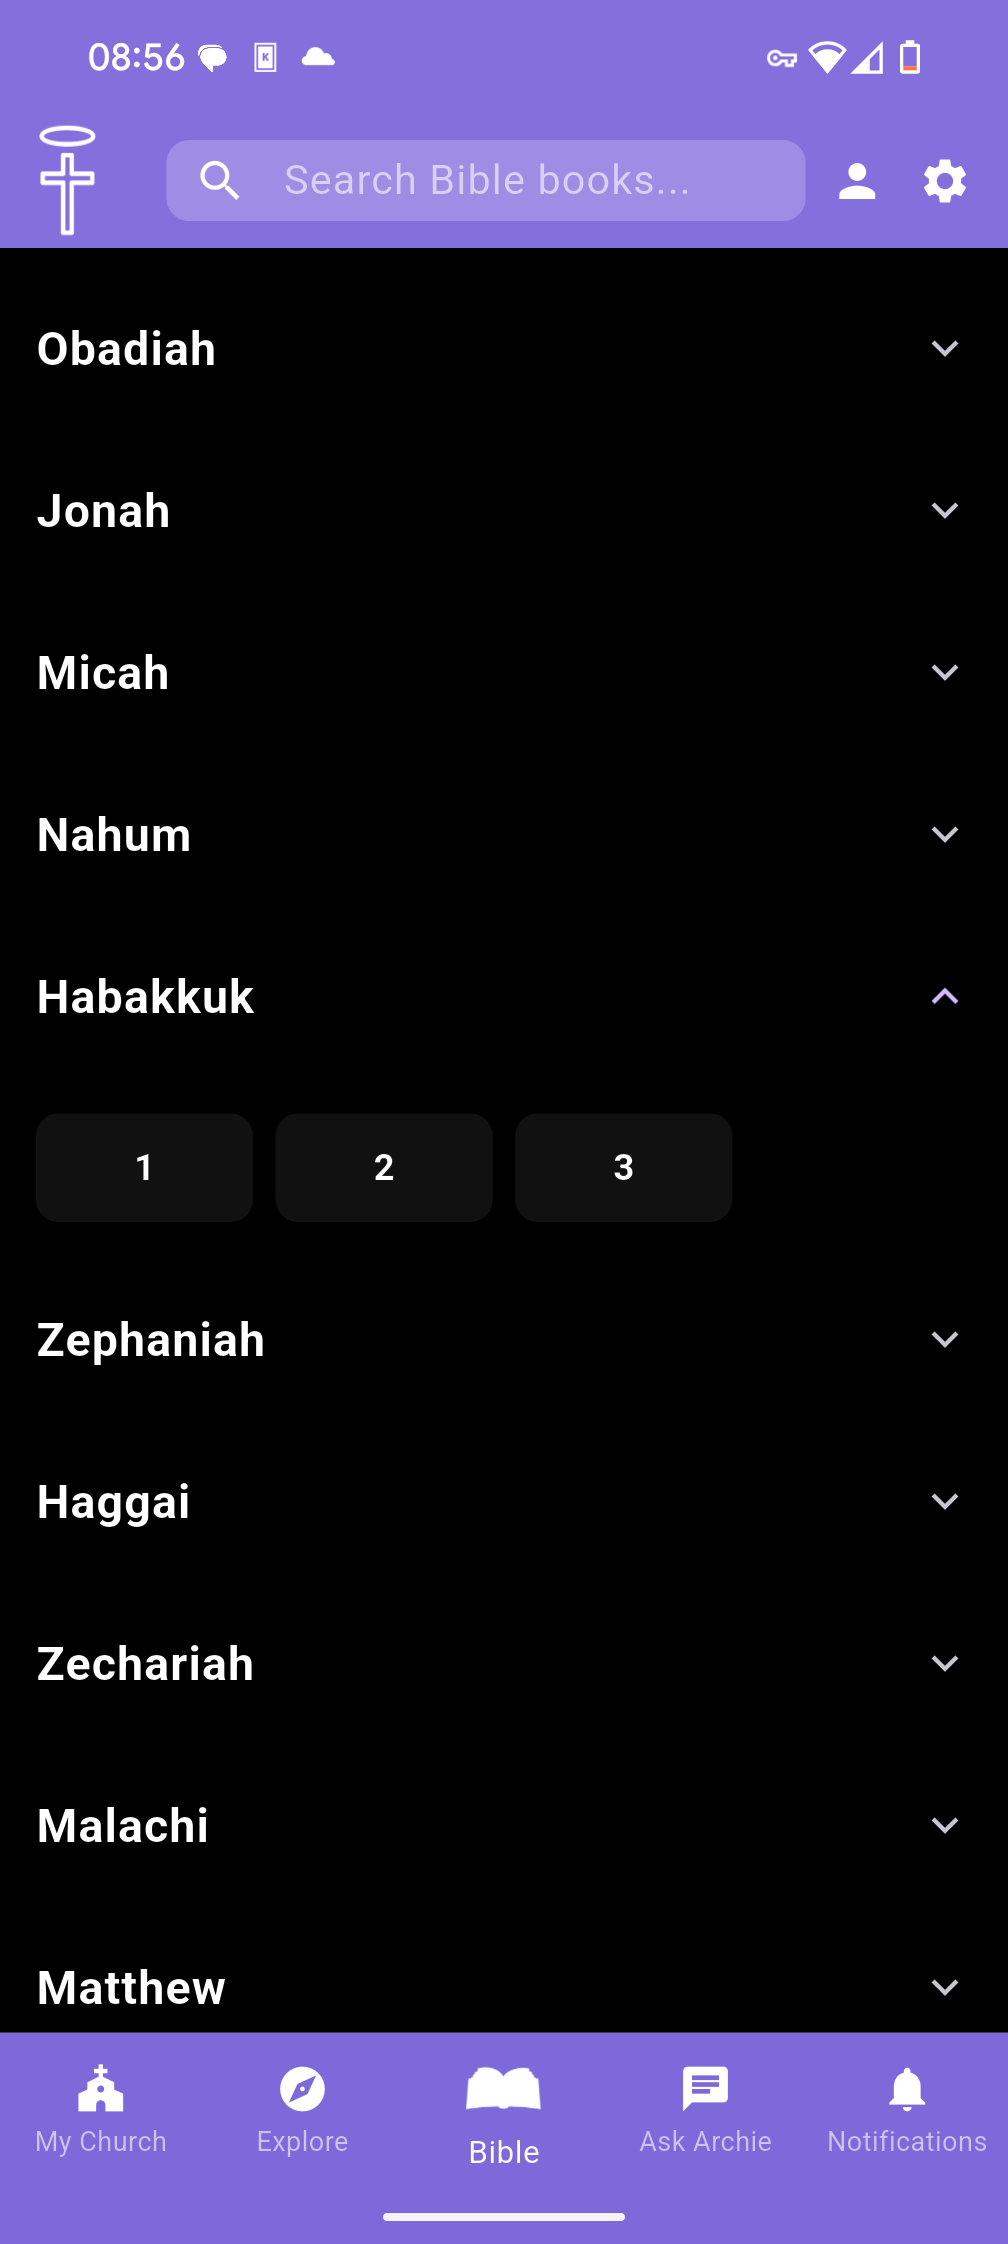 08:56
K
Search Bible books...
Obadiah
Jonah
Micah
Nahum
Habakkuk
1 2 3
Zephaniah
Haggai
Zechariah
Malachi
Matthew
My Church Explore Bible Ask Archie Notifications